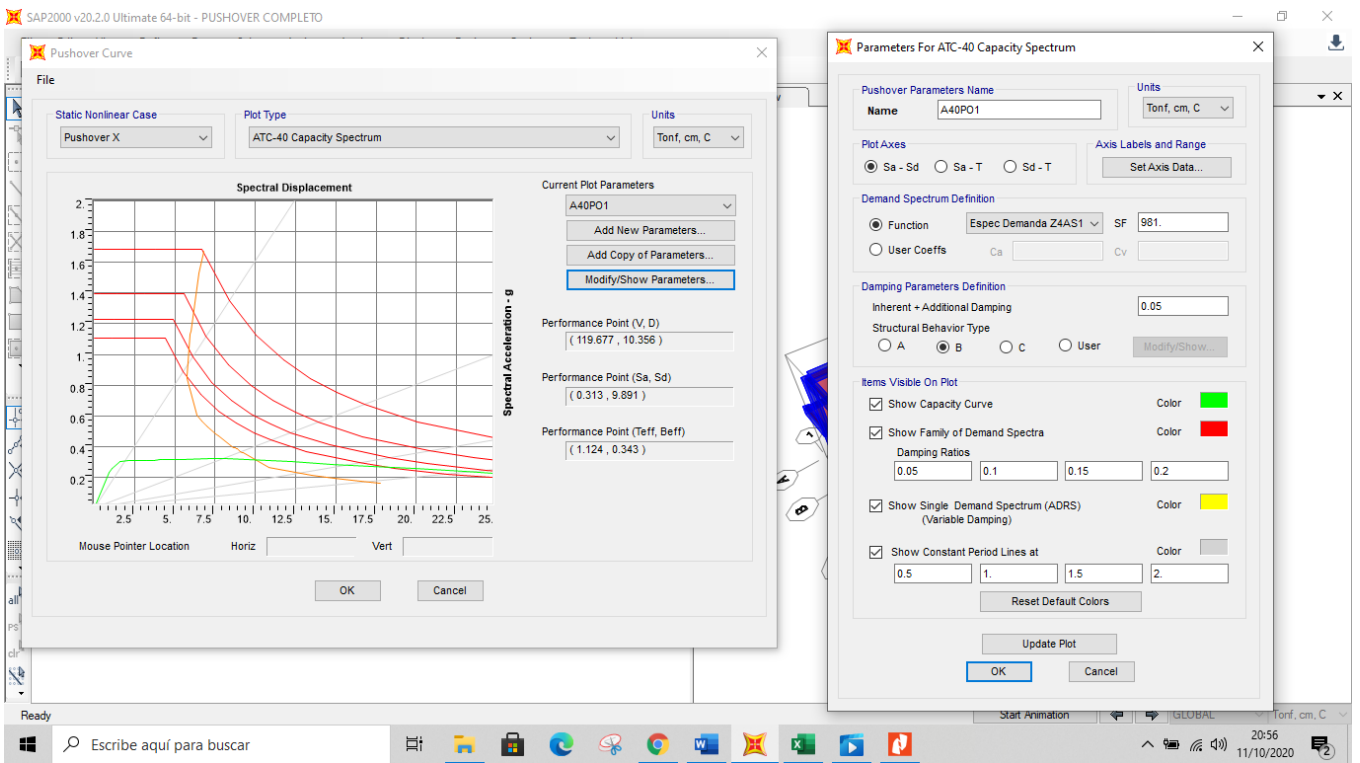 SAP2000 v20.2.0 Ultimate 64-bit - PUSHOVER COMPLETO
Pushover Curve
File
Static Nonlinear Case
Pushover X
Plot Type
ATC-40 Capacity Spectrum
Units
Tonf, cm, C
Spectral Displacement
2.
1.8
1.6
1.4
1.2
1.
0.8
0.6
0.4
0.2
2.5 5. 7.5 10. 12.5 15. 17.5 20. 22.5 25.
Spectral Acceleration - g
Mouse Pointer Location Horiz Vert
Current Plot Parameters
A40PO1
Add New Parameters...
Add Copy of Parameters...
Modify/Show Parameters...
Performance Point (V, D)
( 119.677 , 10.356 )
Performance Point (Sa, Sd)
( 0.313 , 9.891 )
Performance Point (Teff, Beff)
( 1.124 , 0.343 )
OK Cancel
Parameters For ATC-40 Capacity Spectrum
Pushover Parameters Name
Name A40PO1
Units
Tonf, cm, C
Plot Axes
Sa - Sd Sa - T Sd - T
Axis Labels and Range
Set Axis Data...
Demand Spectrum Definition
Function Espec Demanda Z4AS1 SF 981.
User Coeffs Ca Cv
Damping Parameters Definition
Inherent + Additional Damping 0.05
Structural Behavior Type
A B C User Modify/Show...
Items Visible On Plot
Show Capacity Curve Color
Show Family of Demand Spectra Color
Damping Ratios
0.05 0.1 0.15 0.2
Show Single Demand Spectrum (ADRS) Color
(Variable Damping)
Show Constant Period Lines at Color
0.5 1. 1.5 2.
Reset Default Colors
Update Plot
OK Cancel
1
A
B
all
PS
clr
Ready
Start Animation GLOBAL Tonf, cm, C
Escribe aquí para buscar
20:56
11/10/2020
2